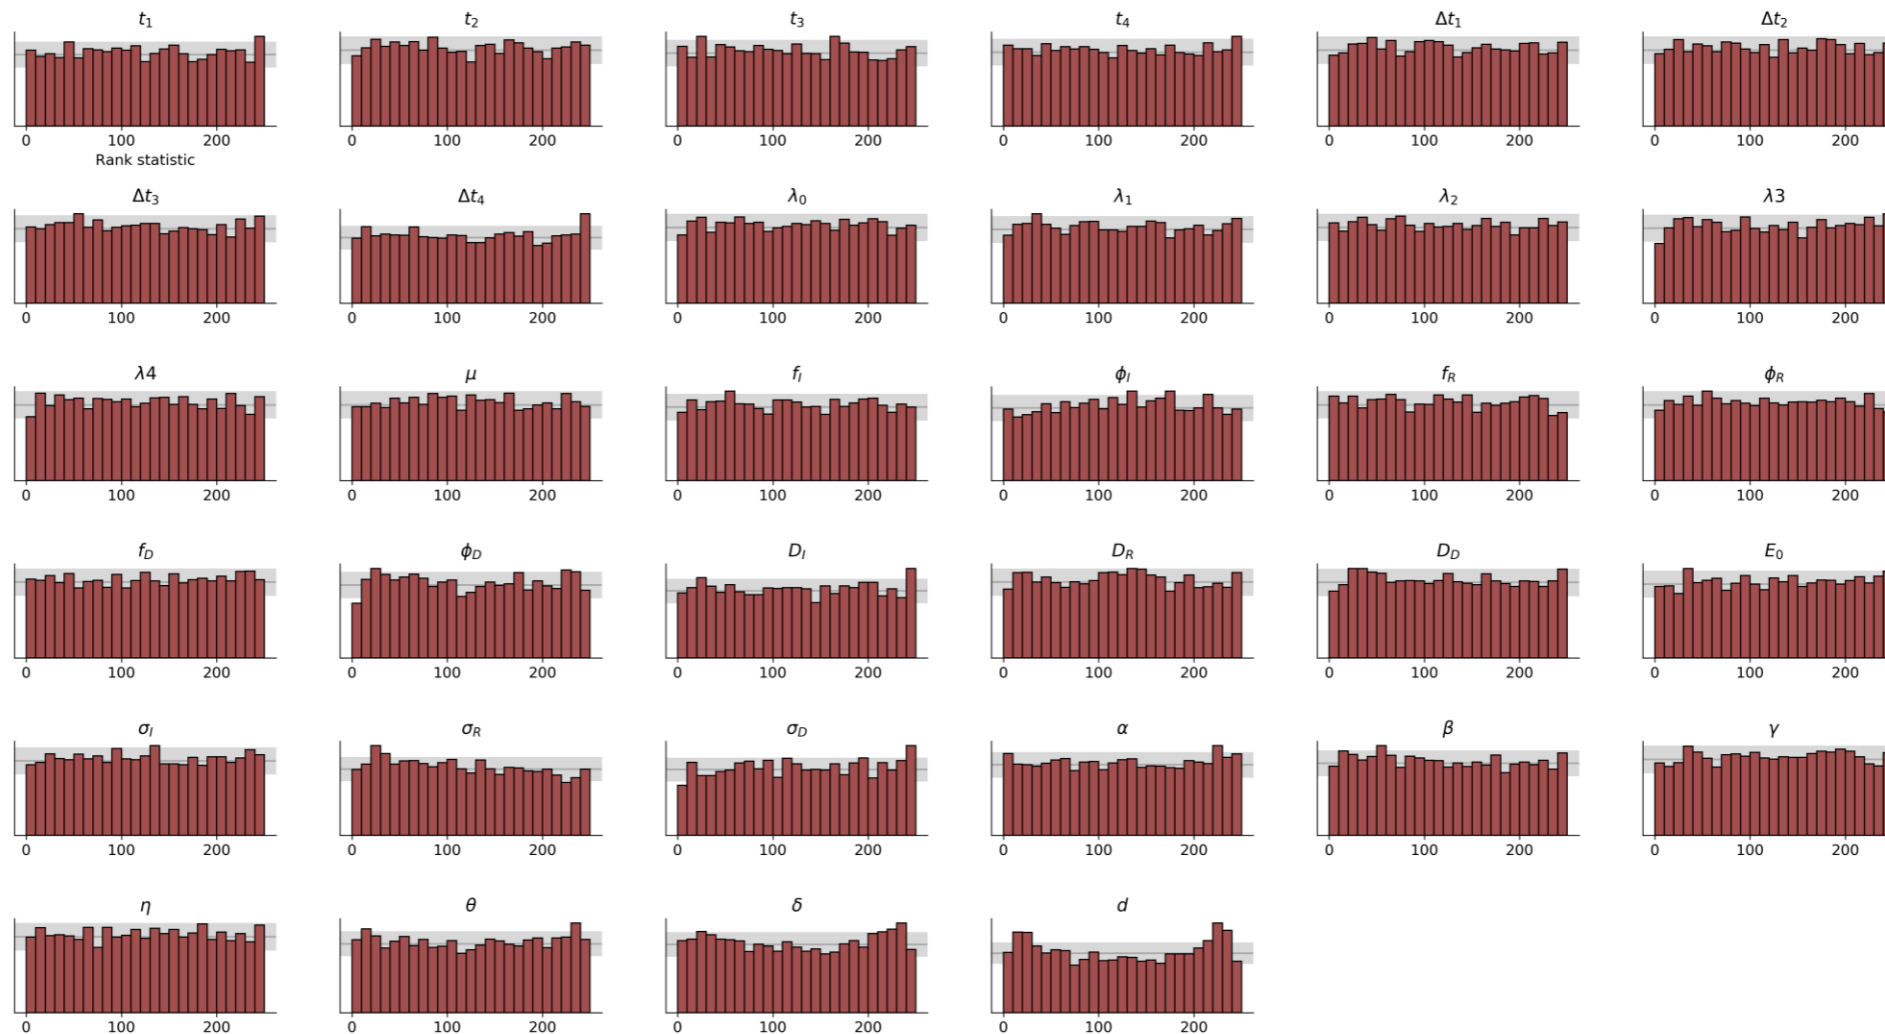 t₁ t₂ t₃ t₄ Δt₁ Δt₂
0 100 200 0 100 200 0 100 200 0 100 200 0 100 200 0 100 200
Rank statistic
Δt₃ Δt₄ λ₀ λ₁ λ₂ λ3
0 100 200 0 100 200 0 100 200 0 100 200 0 100 200 0 100 200
λ4 μ f_I ϕ_I f_R ϕ_R
0 100 200 0 100 200 0 100 200 0 100 200 0 100 200 0 100 200
f_D ϕ_D D_I D_R D_D E₀
0 100 200 0 100 200 0 100 200 0 100 200 0 100 200 0 100 200
σ_I σ_R σ_D α β γ
0 100 200 0 100 200 0 100 200 0 100 200 0 100 200 0 100 200
η θ δ d
0 100 200 0 100 200 0 100 200 0 100 200